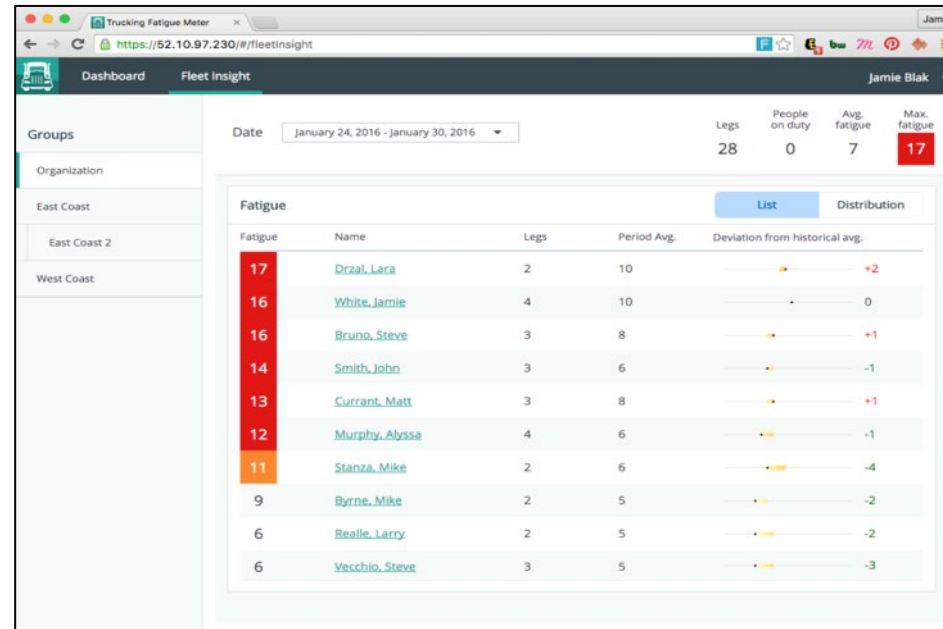 Trucking Fatigue Meter
Jam
https://52.10.97.230/#/fleetInsight
Dashboard
Fleet Insight
Jamie Blak
Groups
Organization
East Coast
East Coast 2
West Coast
Date January 24, 2016 - January 30, 2016
Legs
28
People
on duty
0
Avg.
fatigue
7
Max.
fatigue
17
Fatigue
List
Distribution
Fatigue Name Legs Period Avg. Deviation from historical avg.
17 Drzal, Lara 2 10 +2
16 White, Jamie 4 10 0
16 Bruno, Steve 3 8 +1
14 Smith, John 3 6 -1
13 Currant, Matt 3 8 +1
12 Murphy, Alyssa 4 6 -1
11 Stanza, Mike 2 6 -4
9 Byrne, Mike 2 5 -2
6 Realle, Larry 2 5 -2
6 Vecchio, Steve 3 5 -3